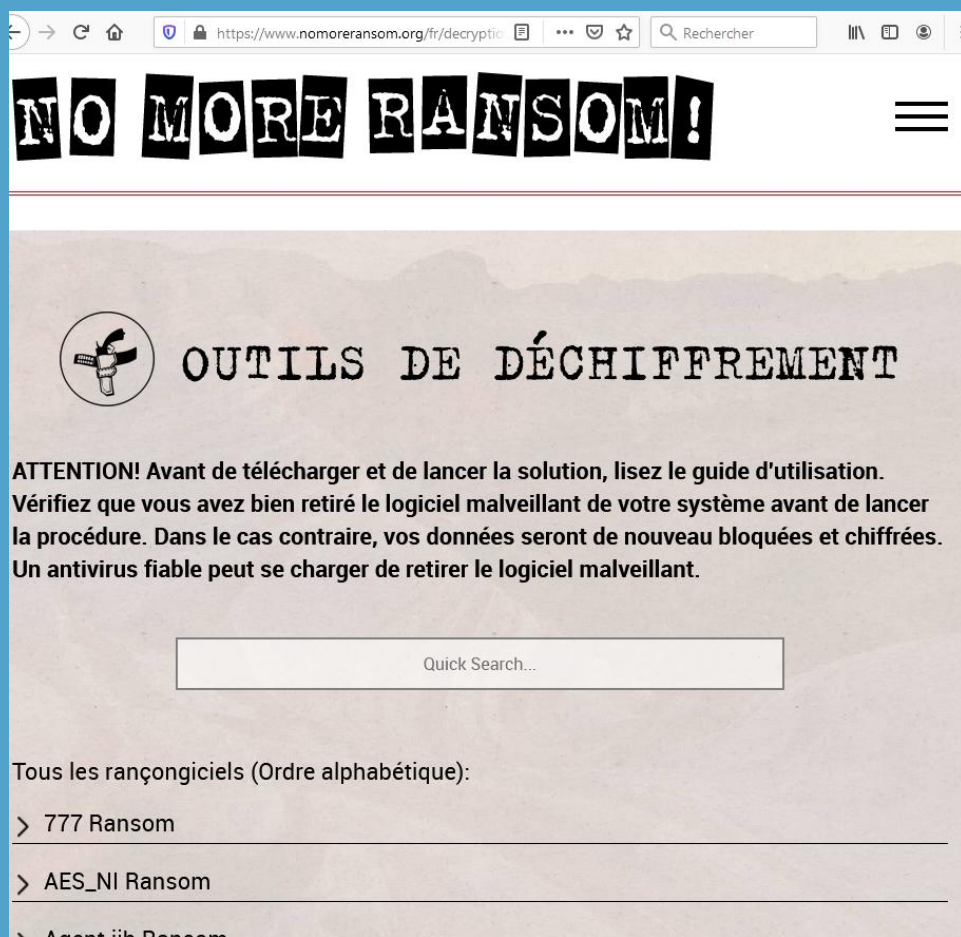 https://www.nomoreransom.org/fr/decryptio
Rechercher
NO MORE RANSOM!
OUTILS DE DÉCHIFFREMENT
ATTENTION! Avant de télécharger et de lancer la solution, lisez le guide d'utilisation.
Vérifiez que vous avez bien retiré le logiciel malveillant de votre système avant de lancer
la procédure. Dans le cas contraire, vos données seront de nouveau bloquées et chiffrées.
Un antivirus fiable peut se charger de retirer le logiciel malveillant.
Quick Search...
Tous les rançongiciels (Ordre alphabétique):
777 Ransom
AES_NI Ransom